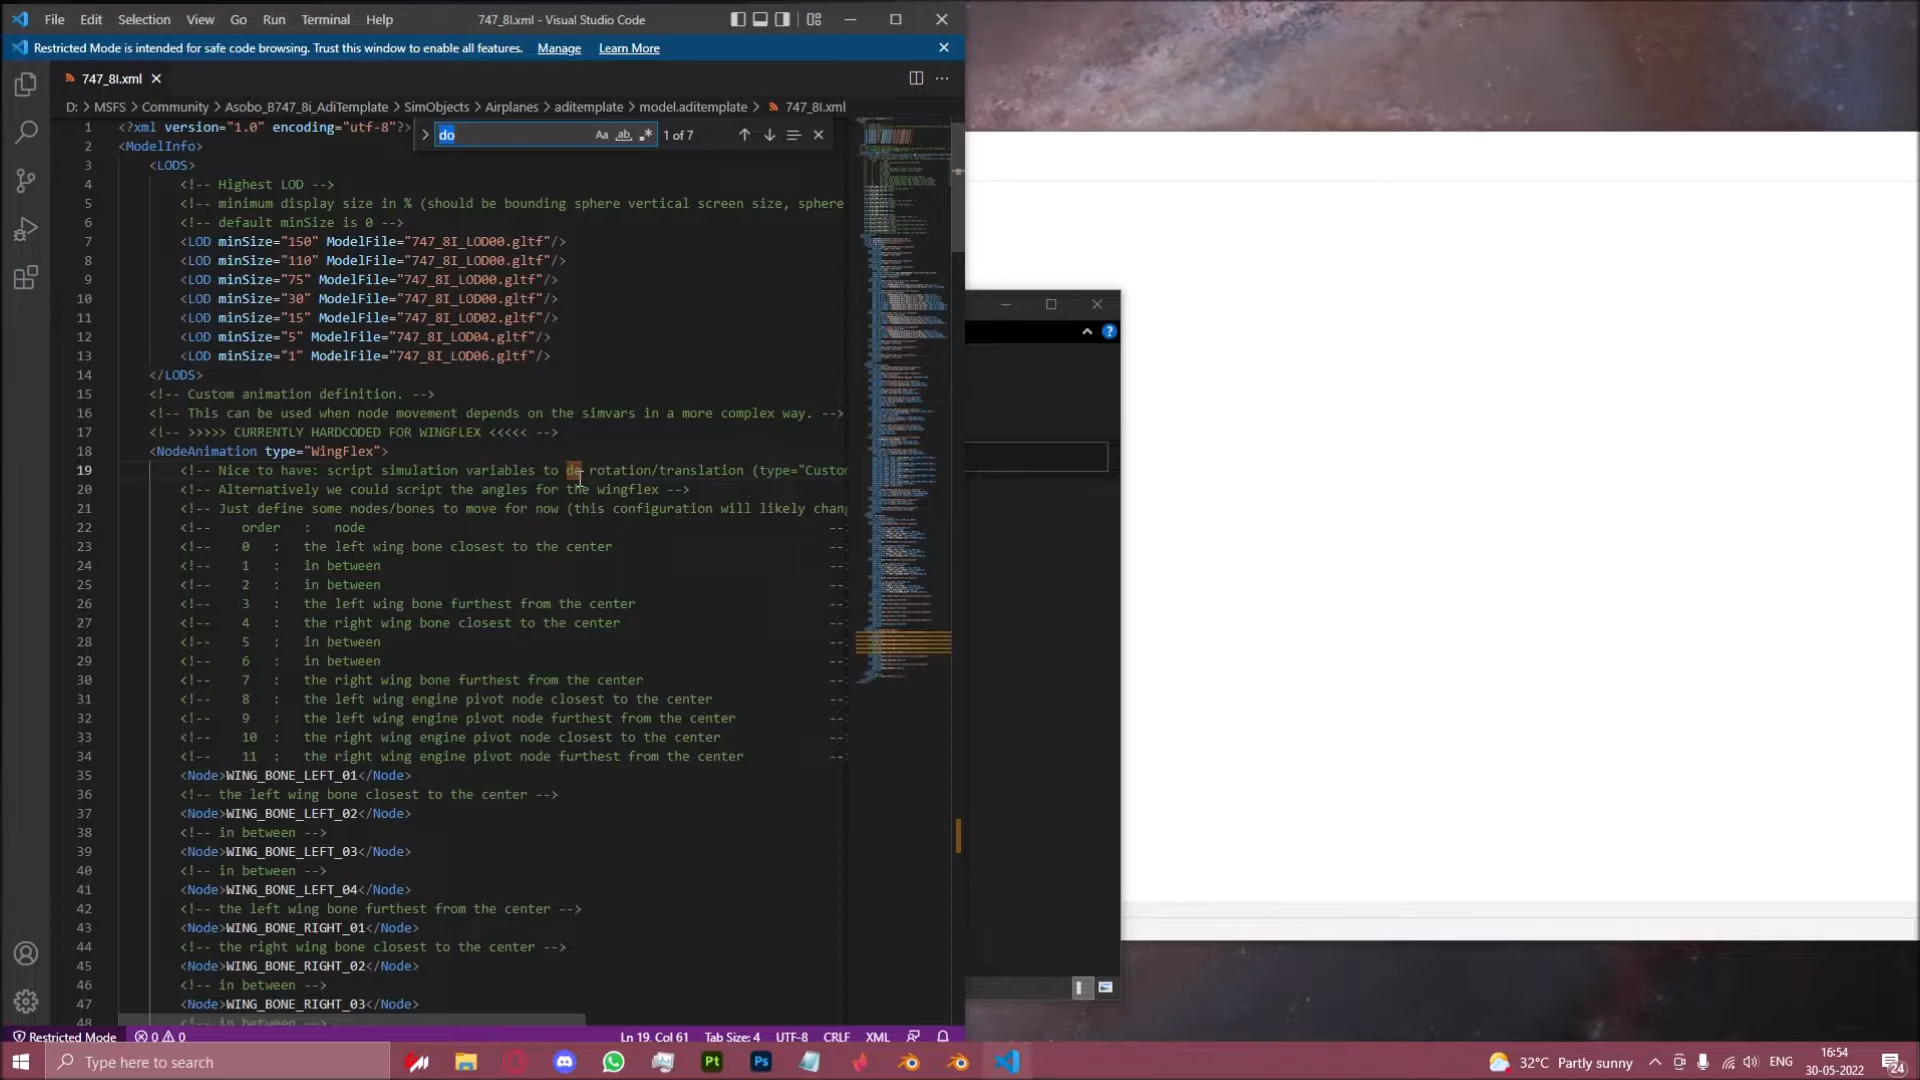 File Edit Selection View Go Run Terminal Help 747_8I.xml - Visual Studio Code
Restricted Mode is intended for safe code browsing. Trust this window to enable all features. Manage Learn More
747_8I.xml
D: > MSFS > Community > Asobo_B747_8i_AdiTemplate > SimObjects > Airplanes > aditemplate > model.aditemplate > 747_8I.xml
do Aa ab 1 of 7
1 <?xml version="1.0" encoding="utf-8"?>
2 <ModelInfo>
3 <LODS>
4 <!-- Highest LOD -->
5 <!-- minimum display size in % (should be bounding sphere vertical screen size, sphere
6 <!-- default minSize is 0 -->
7 <LOD minSize="150" ModelFile="747_8I_LOD00.gltf"/>
8 <LOD minSize="110" ModelFile="747_8I_LOD00.gltf"/>
9 <LOD minSize="75" ModelFile="747_8I_LOD00.gltf"/>
10 <LOD minSize="30" ModelFile="747_8I_LOD00.gltf"/>
11 <LOD minSize="15" ModelFile="747_8I_LOD02.gltf"/>
12 <LOD minSize="5" ModelFile="747_8I_LOD04.gltf"/>
13 <LOD minSize="1" ModelFile="747_8I_LOD06.gltf"/>
14 </LODS>
15 <!-- Custom animation definition. -->
16 <!-- This can be used when node movement depends on the simvars in a more complex way. -->
17 <!-- >>>>> CURRENTLY HARDCODED FOR WINGFLEX <<<<< -->
18 <NodeAnimation type="WingFlex">
19 <!-- Nice to have: script simulation variables to do rotation/translation (type="Custom
20 <!-- Alternatively we could script the angles for the wingflex -->
21 <!-- Just define some nodes/bones to move for now (this configuration will likely chang
22 <!-- order : node --
23 <!-- 0 : the left wing bone closest to the center --
24 <!-- 1 : in between --
25 <!-- 2 : in between --
26 <!-- 3 : the left wing bone furthest from the center --
27 <!-- 4 : the right wing bone closest to the center --
28 <!-- 5 : in between --
29 <!-- 6 : in between --
30 <!-- 7 : the right wing bone furthest from the center --
31 <!-- 8 : the left wing engine pivot node closest to the center --
32 <!-- 9 : the left wing engine pivot node furthest from the center --
33 <!-- 10 : the right wing engine pivot node closest to the center --
34 <!-- 11 : the right wing engine pivot node furthest from the center --
35 <Node>WING_BONE_LEFT_01</Node>
36 <!-- the left wing bone closest to the center -->
37 <Node>WING_BONE_LEFT_02</Node>
38 <!-- in between -->
39 <Node>WING_BONE_LEFT_03</Node>
40 <!-- in between -->
41 <Node>WING_BONE_LEFT_04</Node>
42 <!-- the left wing bone furthest from the center -->
43 <Node>WING_BONE_RIGHT_01</Node>
44 <!-- the right wing bone closest to the center -->
45 <Node>WING_BONE_RIGHT_02</Node>
46 <!-- in between -->
47 <Node>WING_BONE_RIGHT_03</Node>
48 <!-- in between -->
Restricted Mode 0 0 Ln 19, Col 61 Tab Size: 4 UTF-8 CRLF XML
Type here to search Pt Ps 32°C Partly sunny ENG 16:54
30-05-2022 24